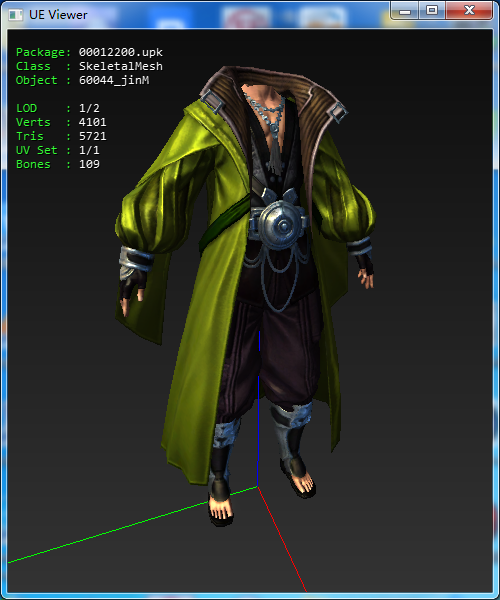 UE Viewer
Package: 00012200.upk
Class : SkeletalMesh
Object : 60044_jinM
LOD : 1/2
Verts : 4101
Tris : 5721
UV Set : 1/1
Bones : 109